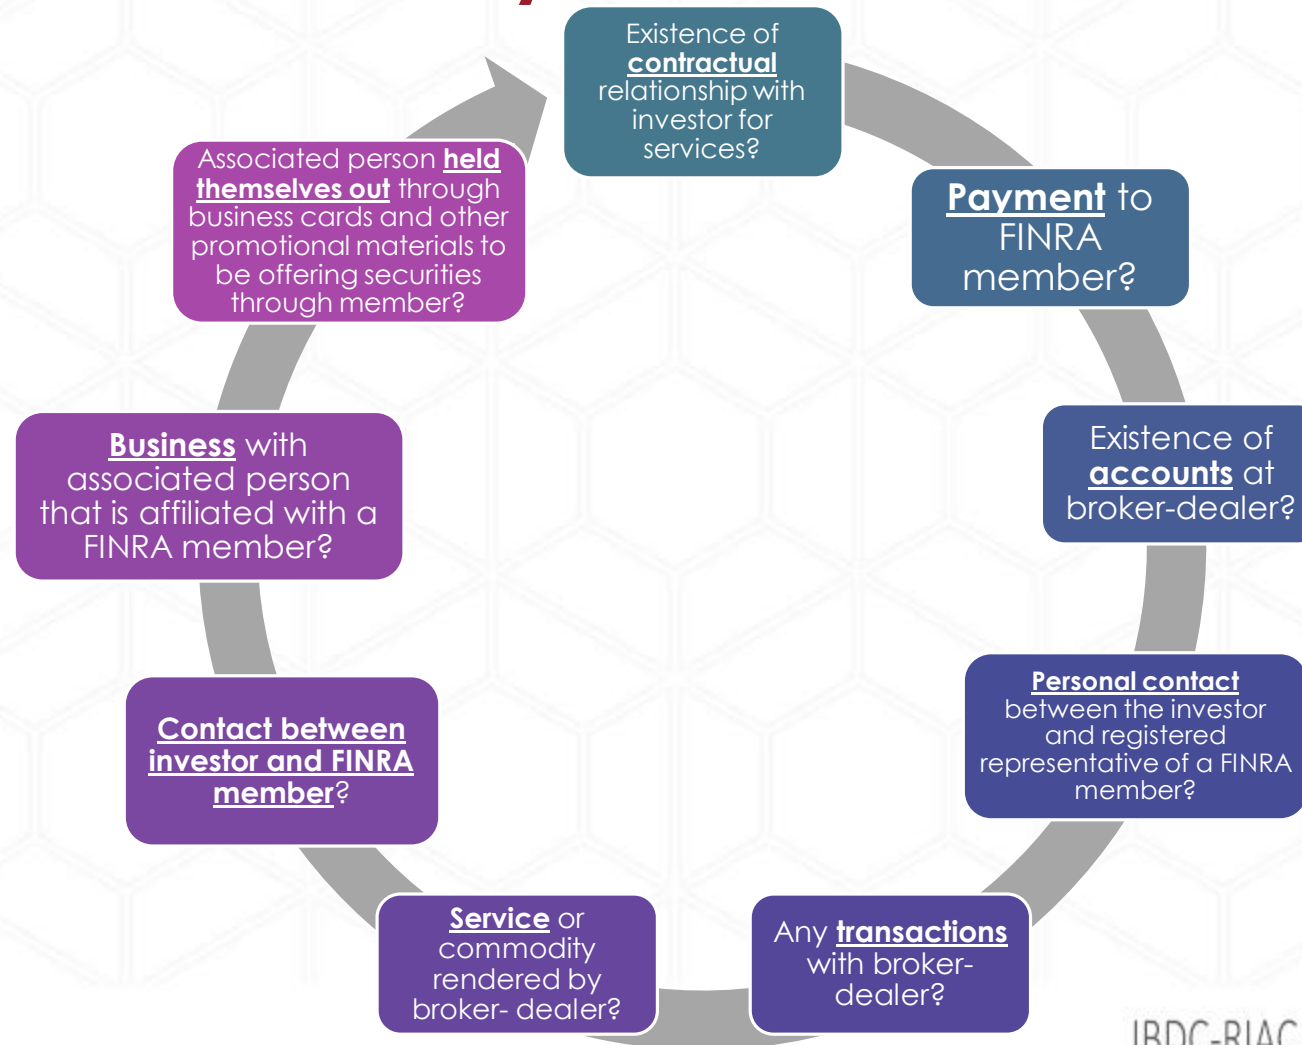 Existence of
contractual
relationship with
investor for
services?
Payment to
FINRA
member?
Existence of
accounts at
broker-dealer?
Personal contact
between the investor
and registered
representative of a FINRA
member?
Any transactions
with broker-
dealer?
Service or
commodity
rendered by
broker- dealer?
Contact between
investor and FINRA
member?
Business with
associated person
that is affiliated with a
FINRA member?
Associated person held
themselves out through
business cards and other
promotional materials to
be offering securities
through member?
IBDC-RIAC